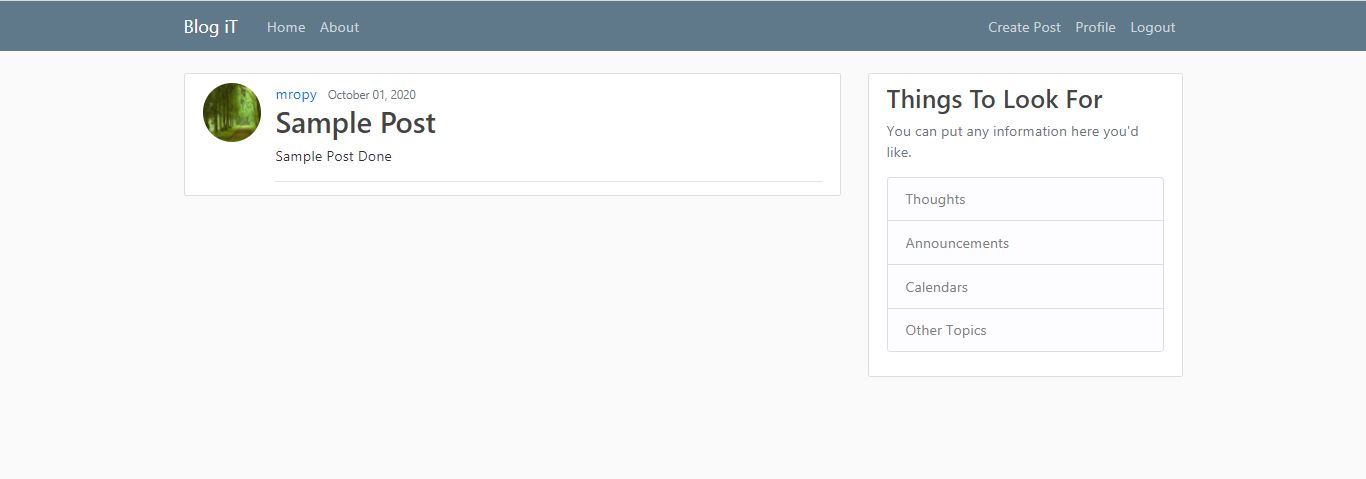 Blog iT Home About Create Post Profile Logout
mropy October 01, 2020
Sample Post
Sample Post Done
Things To Look For
You can put any information here you'd
like.
Thoughts
Announcements
Calendars
Other Topics